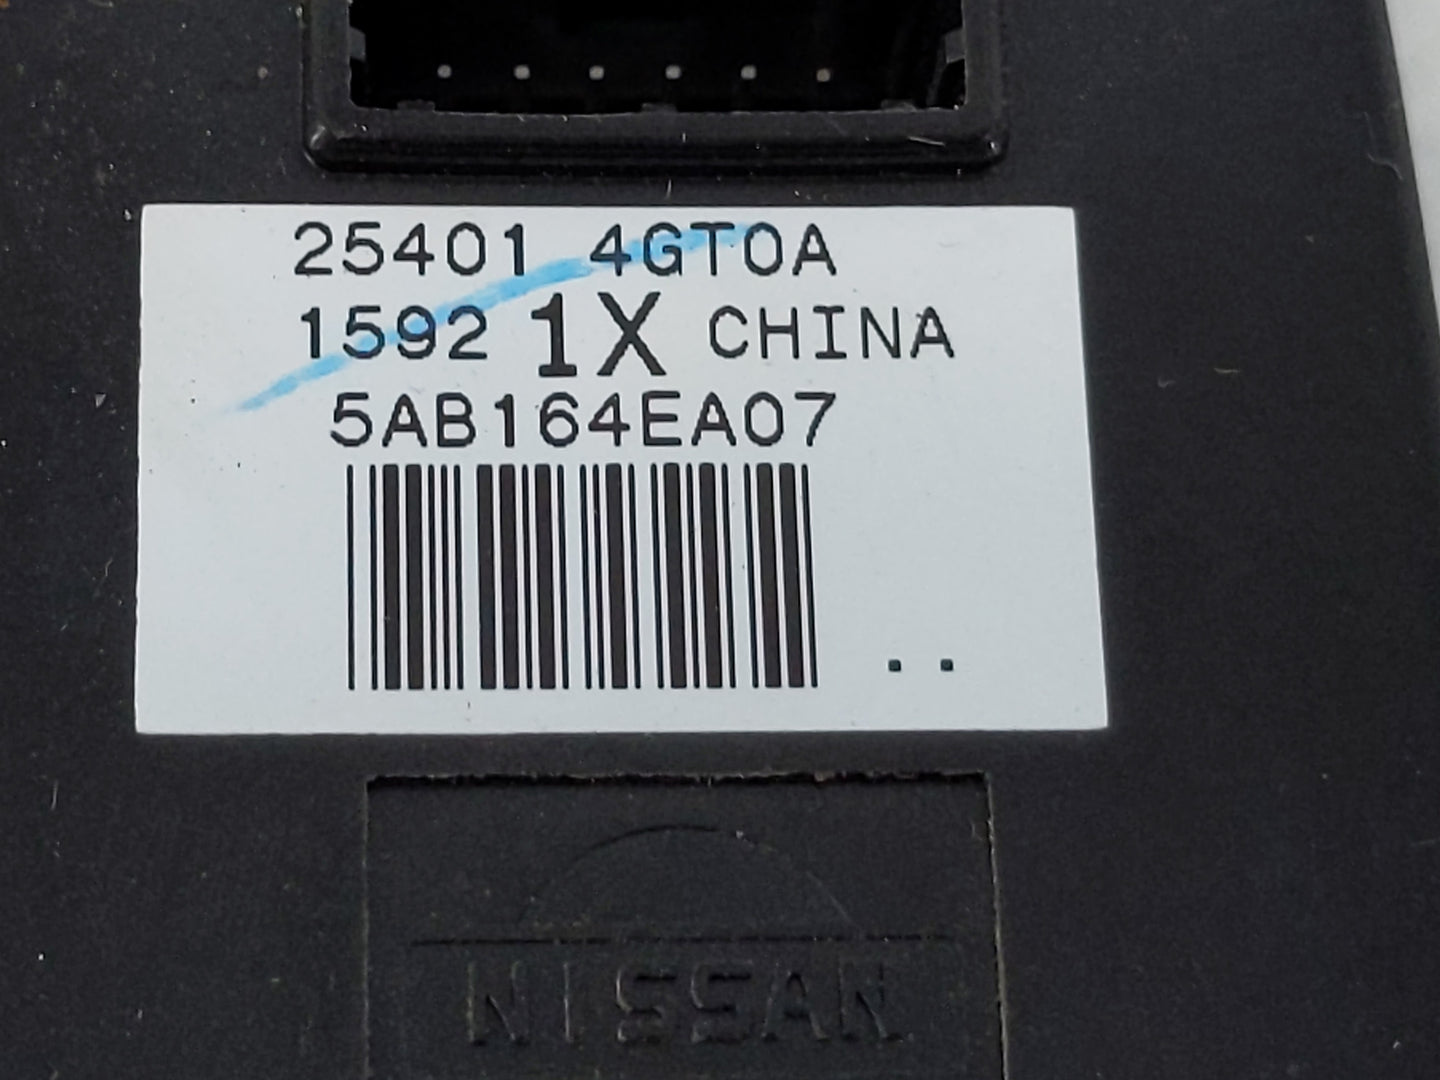 25401 4GT0A
1592 1X CHINA
5AB164EA07
NISSAN